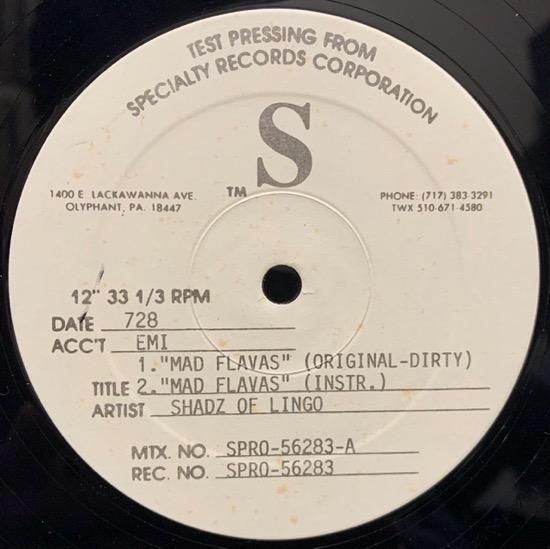 TEST PRESSING FROM
SPECIALTY RECORDS CORPORATION
S
TM
1400 E. LACKAWANNA AVE.
OLYPHANT, PA. 18447
PHONE: (717) 383-3291
TWX 510-671-4580
12" 33 1/3 RPM
DATE 728
ACC'T EMI
1."MAD FLAVAS" (ORIGINAL-DIRTY)
TITLE 2."MAD FLAVAS" (INSTR.)
ARTIST SHADZ OF LINGO
MTX. NO. SPRO-56283-A
REC. NO. SPRO-56283